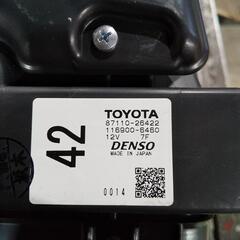 42
TOYOTA
87110-26422
116900-6460
12V 7F
DENSO
MADE IN JAPAN
0014